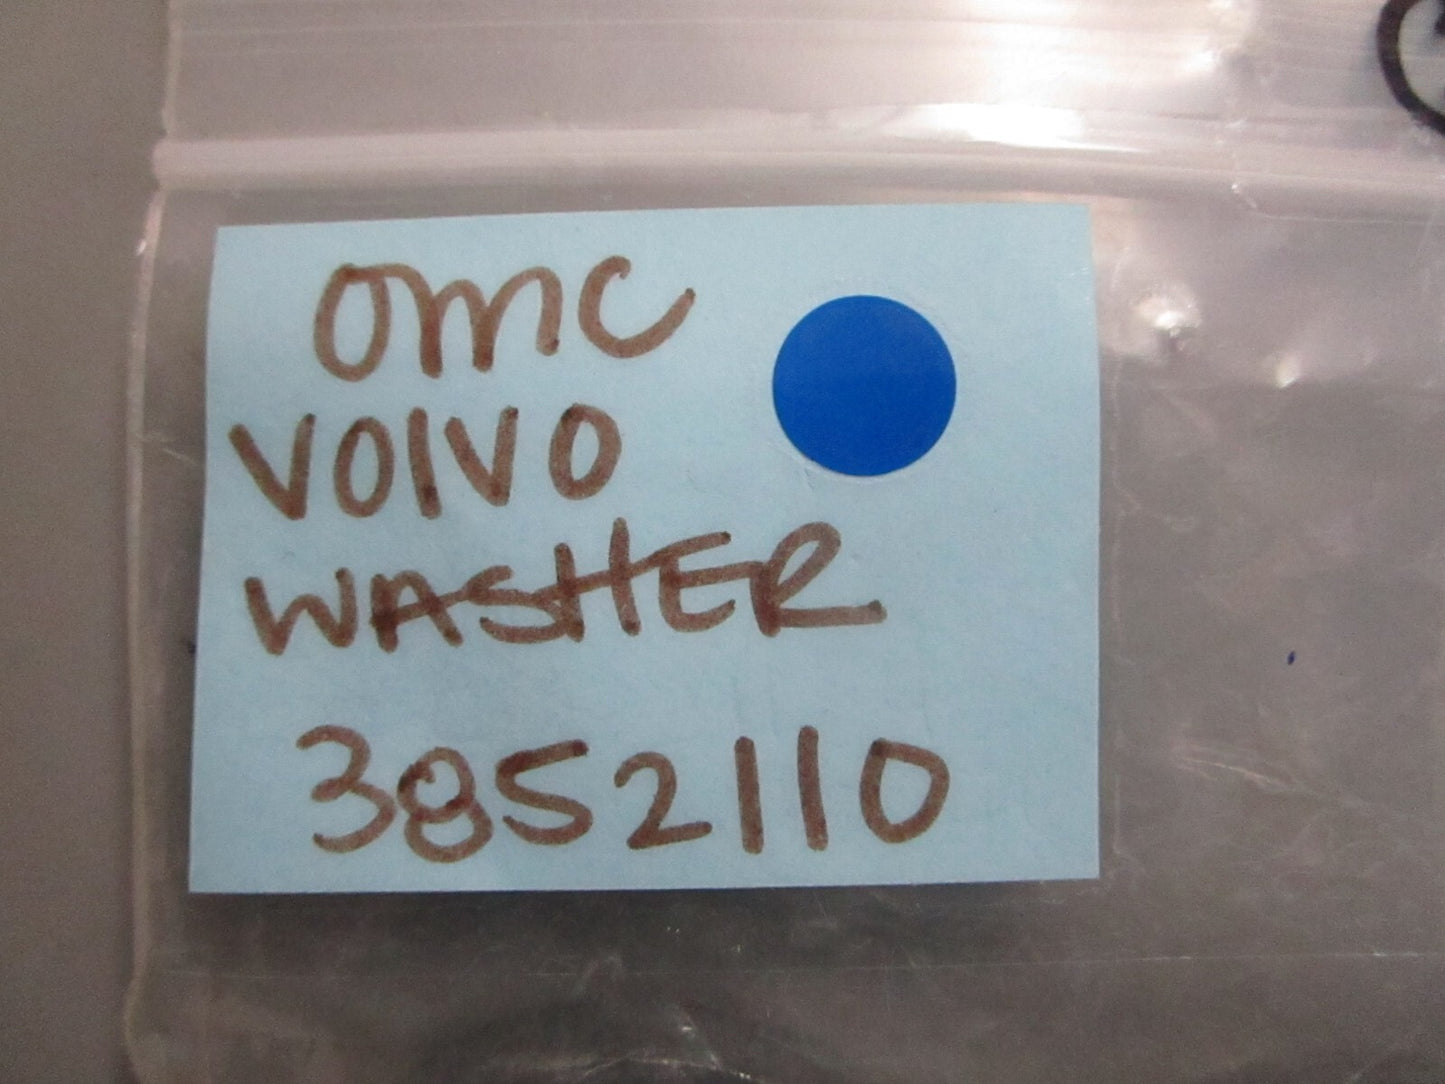 omc
VOLVO
WASHER
3852110